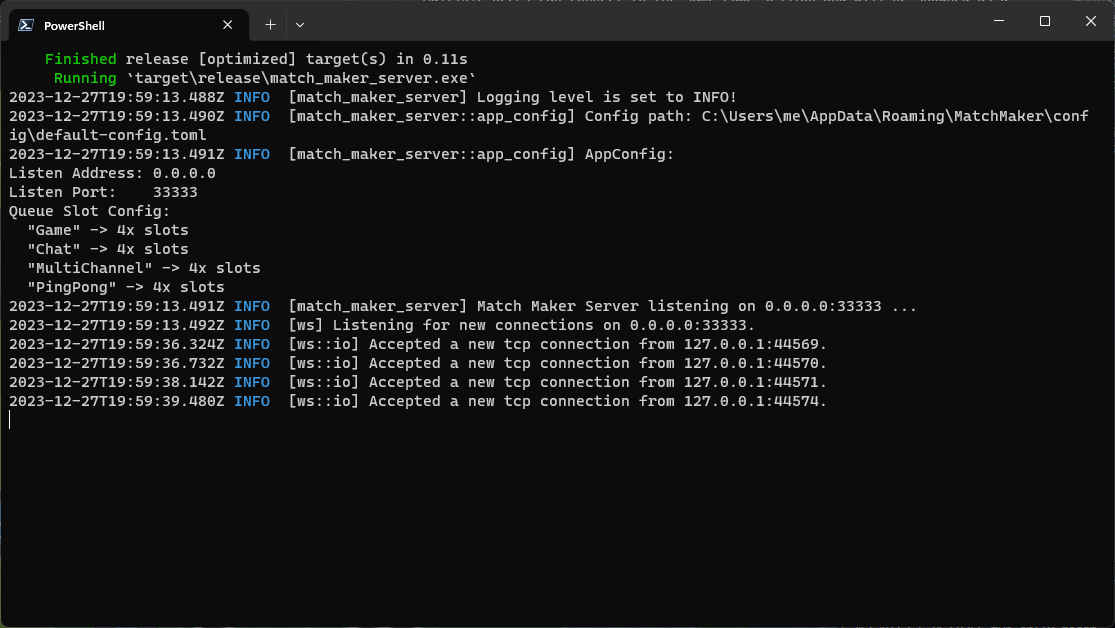 PowerShell
    Finished release [optimized] target(s) in 0.11s
     Running `target\release\match_maker_server.exe`
2023-12-27T19:59:13.488Z INFO  [match_maker_server] Logging level is set to INFO!
2023-12-27T19:59:13.490Z INFO  [match_maker_server::app_config] Config path: C:\Users\me\AppData\Roaming\MatchMaker\conf
ig\default-config.toml
2023-12-27T19:59:13.491Z INFO  [match_maker_server::app_config] AppConfig:
Listen Address: 0.0.0.0
Listen Port:    33333
Queue Slot Config:
  "Game" -> 4x slots
  "Chat" -> 4x slots
  "MultiChannel" -> 4x slots
  "PingPong" -> 4x slots
2023-12-27T19:59:13.491Z INFO  [match_maker_server] Match Maker Server listening on 0.0.0.0:33333 ...
2023-12-27T19:59:13.492Z INFO  [ws] Listening for new connections on 0.0.0.0:33333.
2023-12-27T19:59:36.324Z INFO  [ws::io] Accepted a new tcp connection from 127.0.0.1:44569.
2023-12-27T19:59:36.732Z INFO  [ws::io] Accepted a new tcp connection from 127.0.0.1:44570.
2023-12-27T19:59:38.142Z INFO  [ws::io] Accepted a new tcp connection from 127.0.0.1:44571.
2023-12-27T19:59:39.480Z INFO  [ws::io] Accepted a new tcp connection from 127.0.0.1:44574.